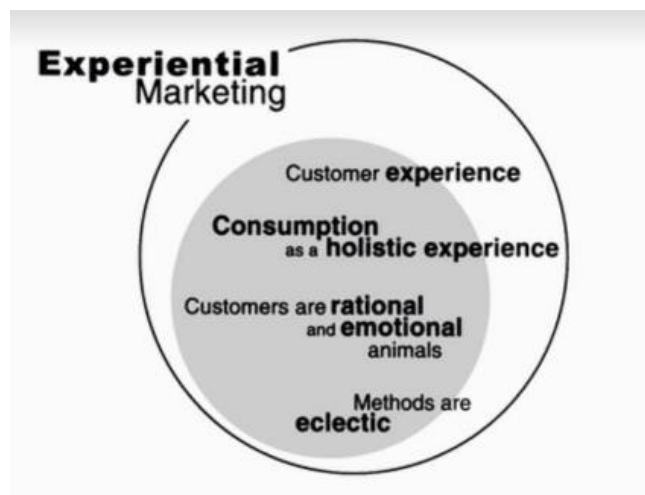 Experiential
Marketing
Customer experience
Consumption
as a holistic experience
Customers are rational
and emotional
animals
Methods are
eclectic